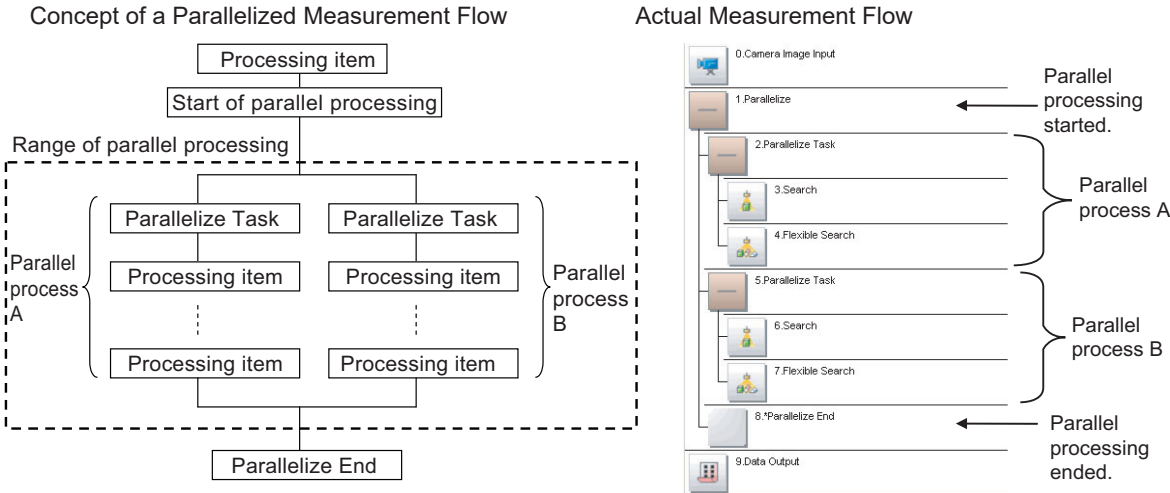 Concept of a Parallelized Measurement Flow
Processing item
Start of parallel processing
Range of parallel processing
Parallelize Task
Parallelize Task
Parallel
process
A
Processing item
Processing item
Parallel
process
B
Processing item
Processing item
Parallelize End
Actual Measurement Flow
0.Camera Image Input
1.Parallelize
Parallel
processing
started.
2.Parallelize Task
3.Search
4.Flexible Search
Parallel
process A
5.Parallelize Task
6.Search
7.Flexible Search
Parallel
process B
8.*Parallelize End
Parallel
processing
ended.
9.Data Output